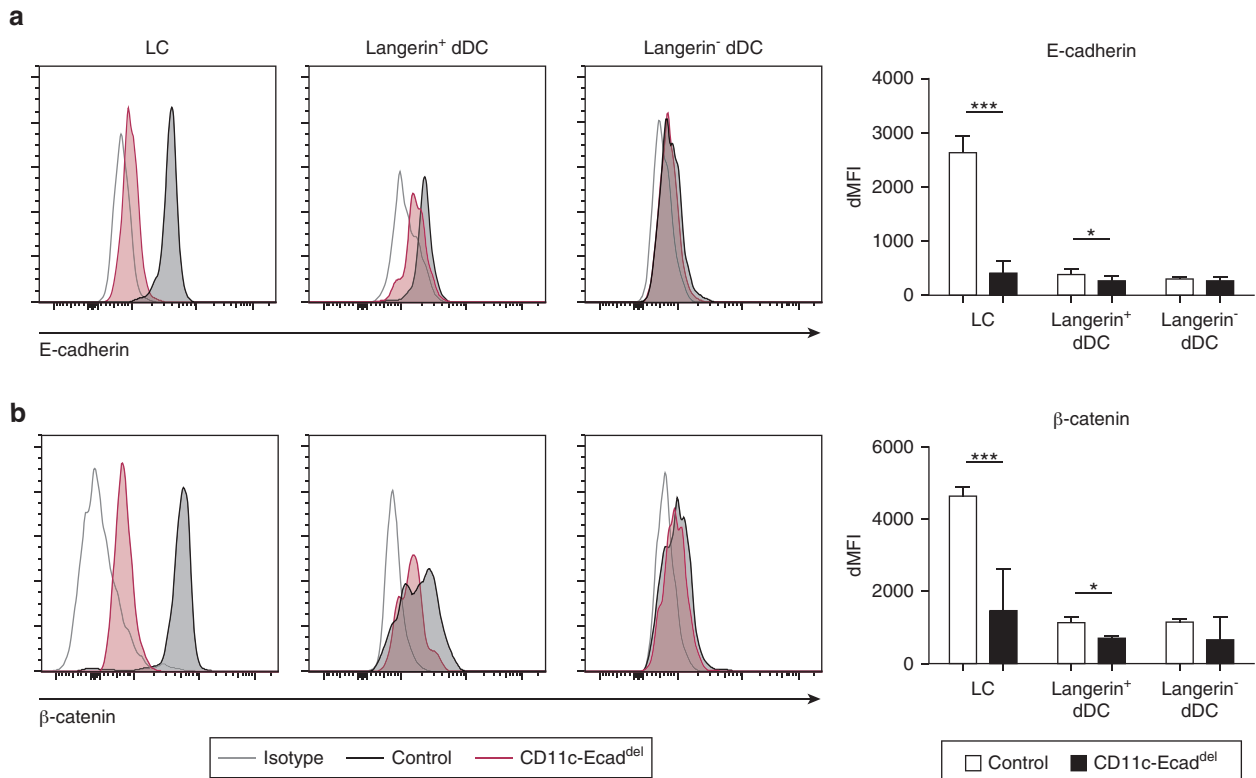 a
LC
Langerin⁺ dDC
Langerin⁻ dDC
E-cadherin
E-cadherin
dMFI
4000
3000
2000
1000
0
***
*
LC
Langerin⁺
dDC
Langerin⁻
dDC
b
β-catenin
β-catenin
dMFI
6000
4000
2000
0
***
*
LC
Langerin⁺
dDC
Langerin⁻
dDC
Isotype Control CD11c-Ecadᵈᵉˡ
Control CD11c-Ecadᵈᵉˡ